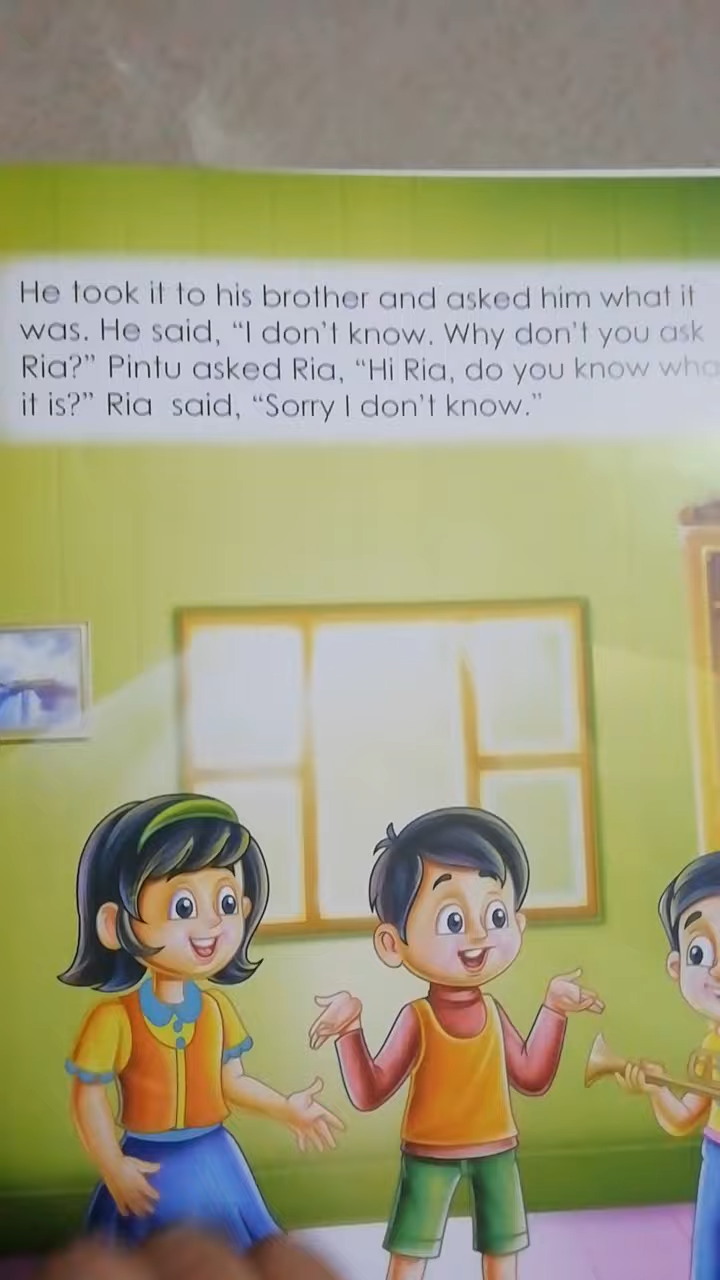 He took it to his brother and asked him what it
was. He said, “I don’t know. Why don’t you ask
Ria?” Pintu asked Ria, “Hi Ria, do you know wha
it is?” Ria said, “Sorry I don’t know.”